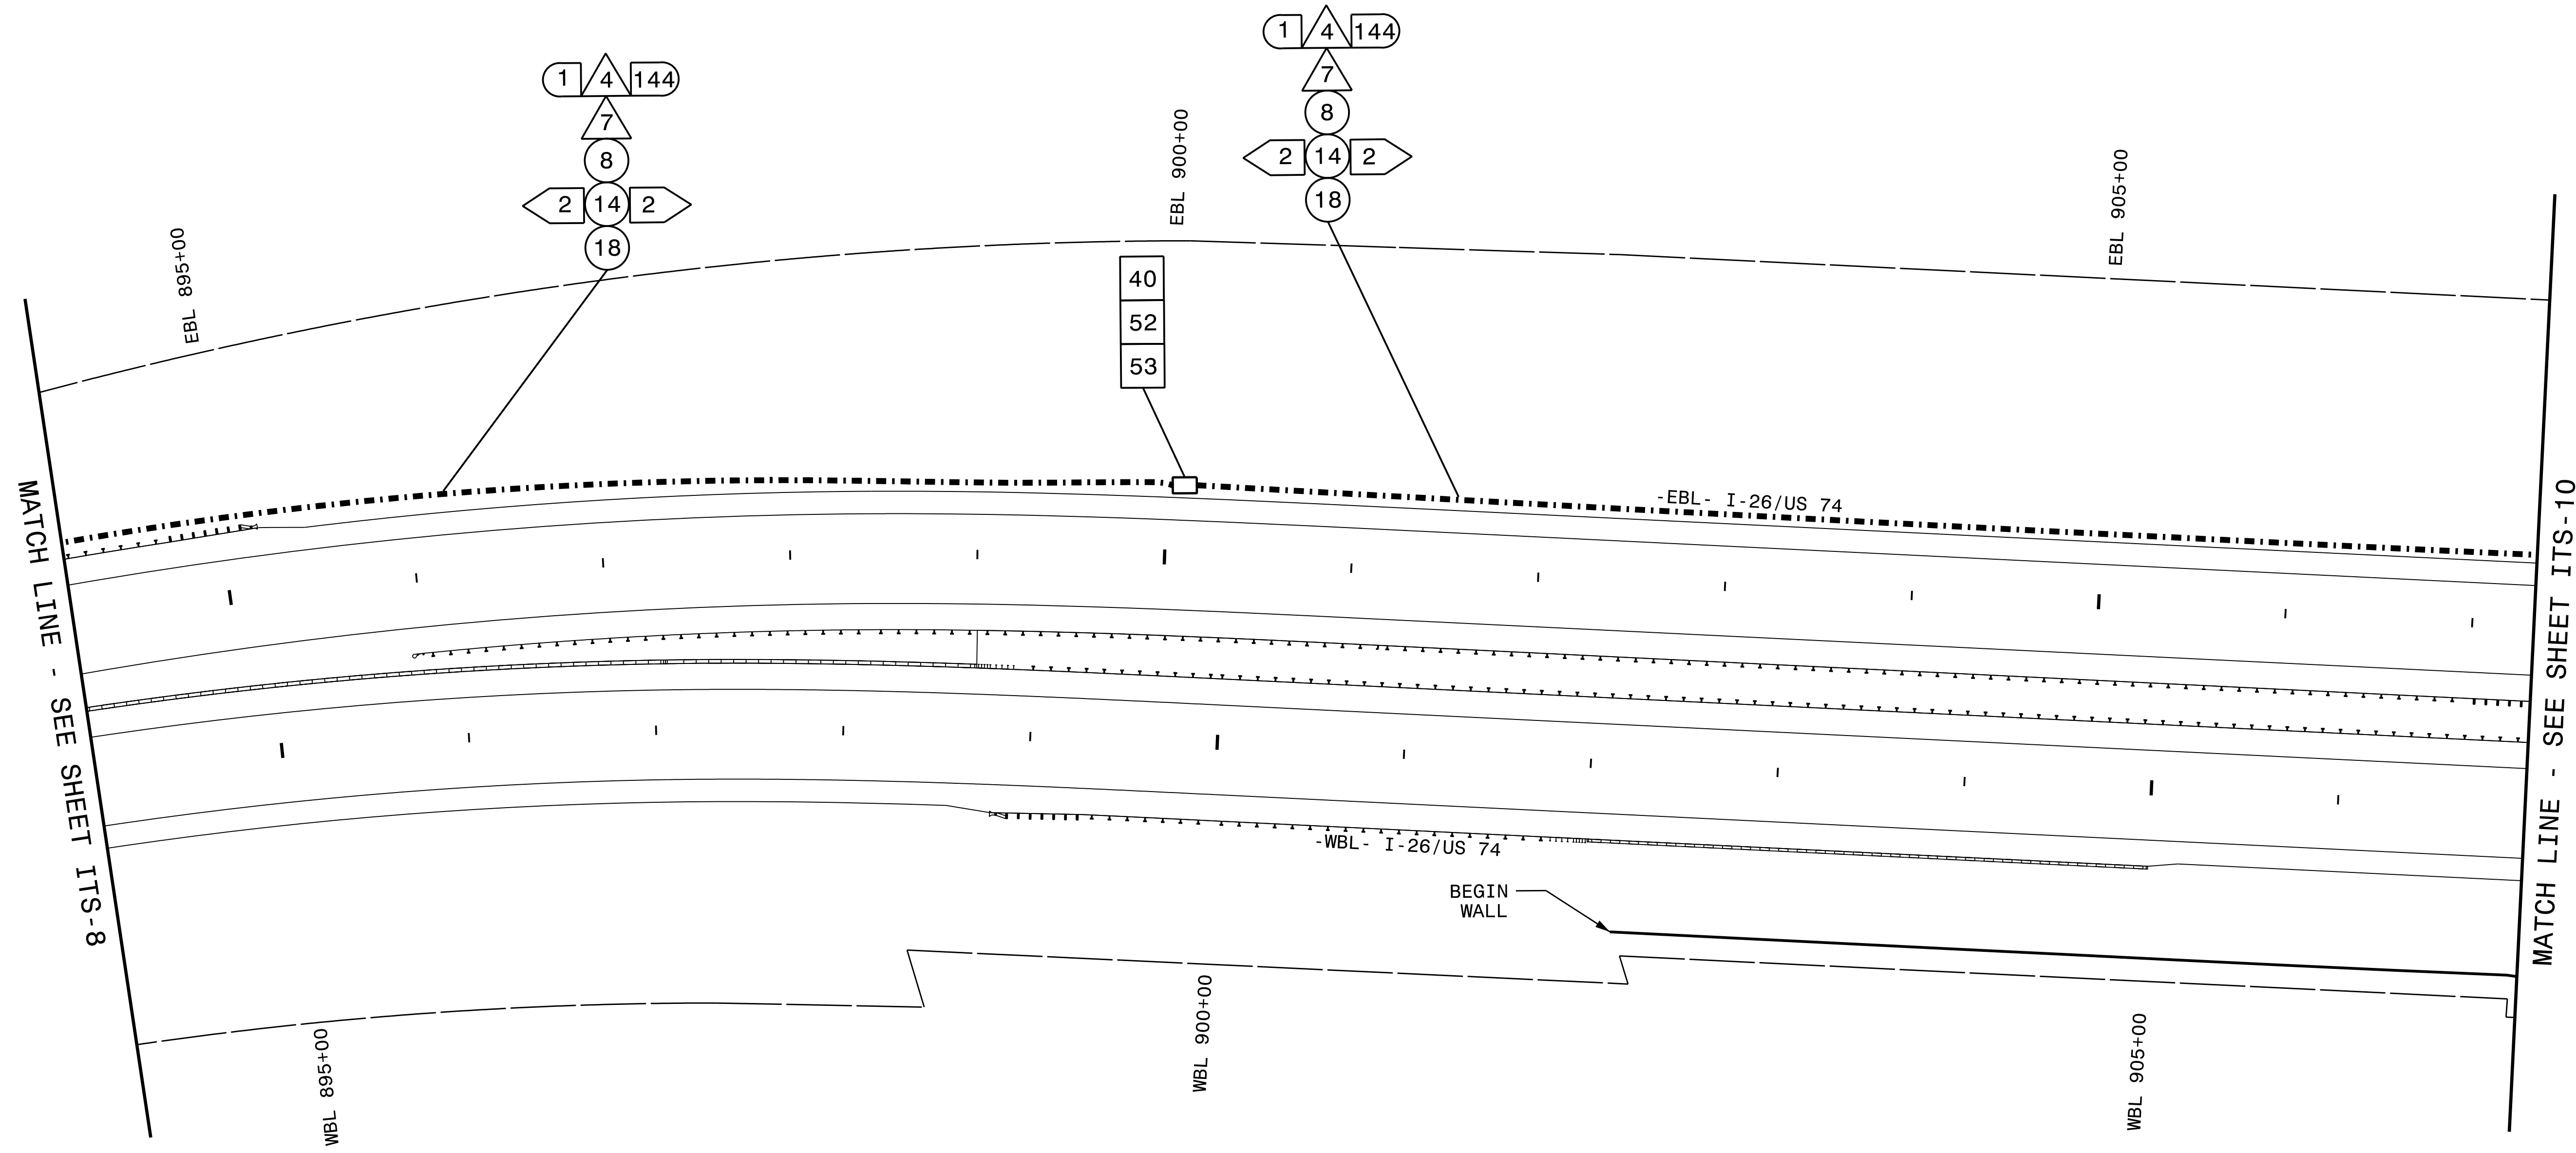 1 4 144
7
8
2 14 2
18
1 4 144
7
8
2 14 2
18
EBL 895+00
EBL 900+00
EBL 905+00
40
52
53
-EBL- I-26/US 74
MATCH LINE - SEE SHEET ITS-8
MATCH LINE - SEE SHEET ITS-10
-WBL- I-26/US 74
BEGIN
WALL
WBL 895+00
WBL 900+00
WBL 905+00